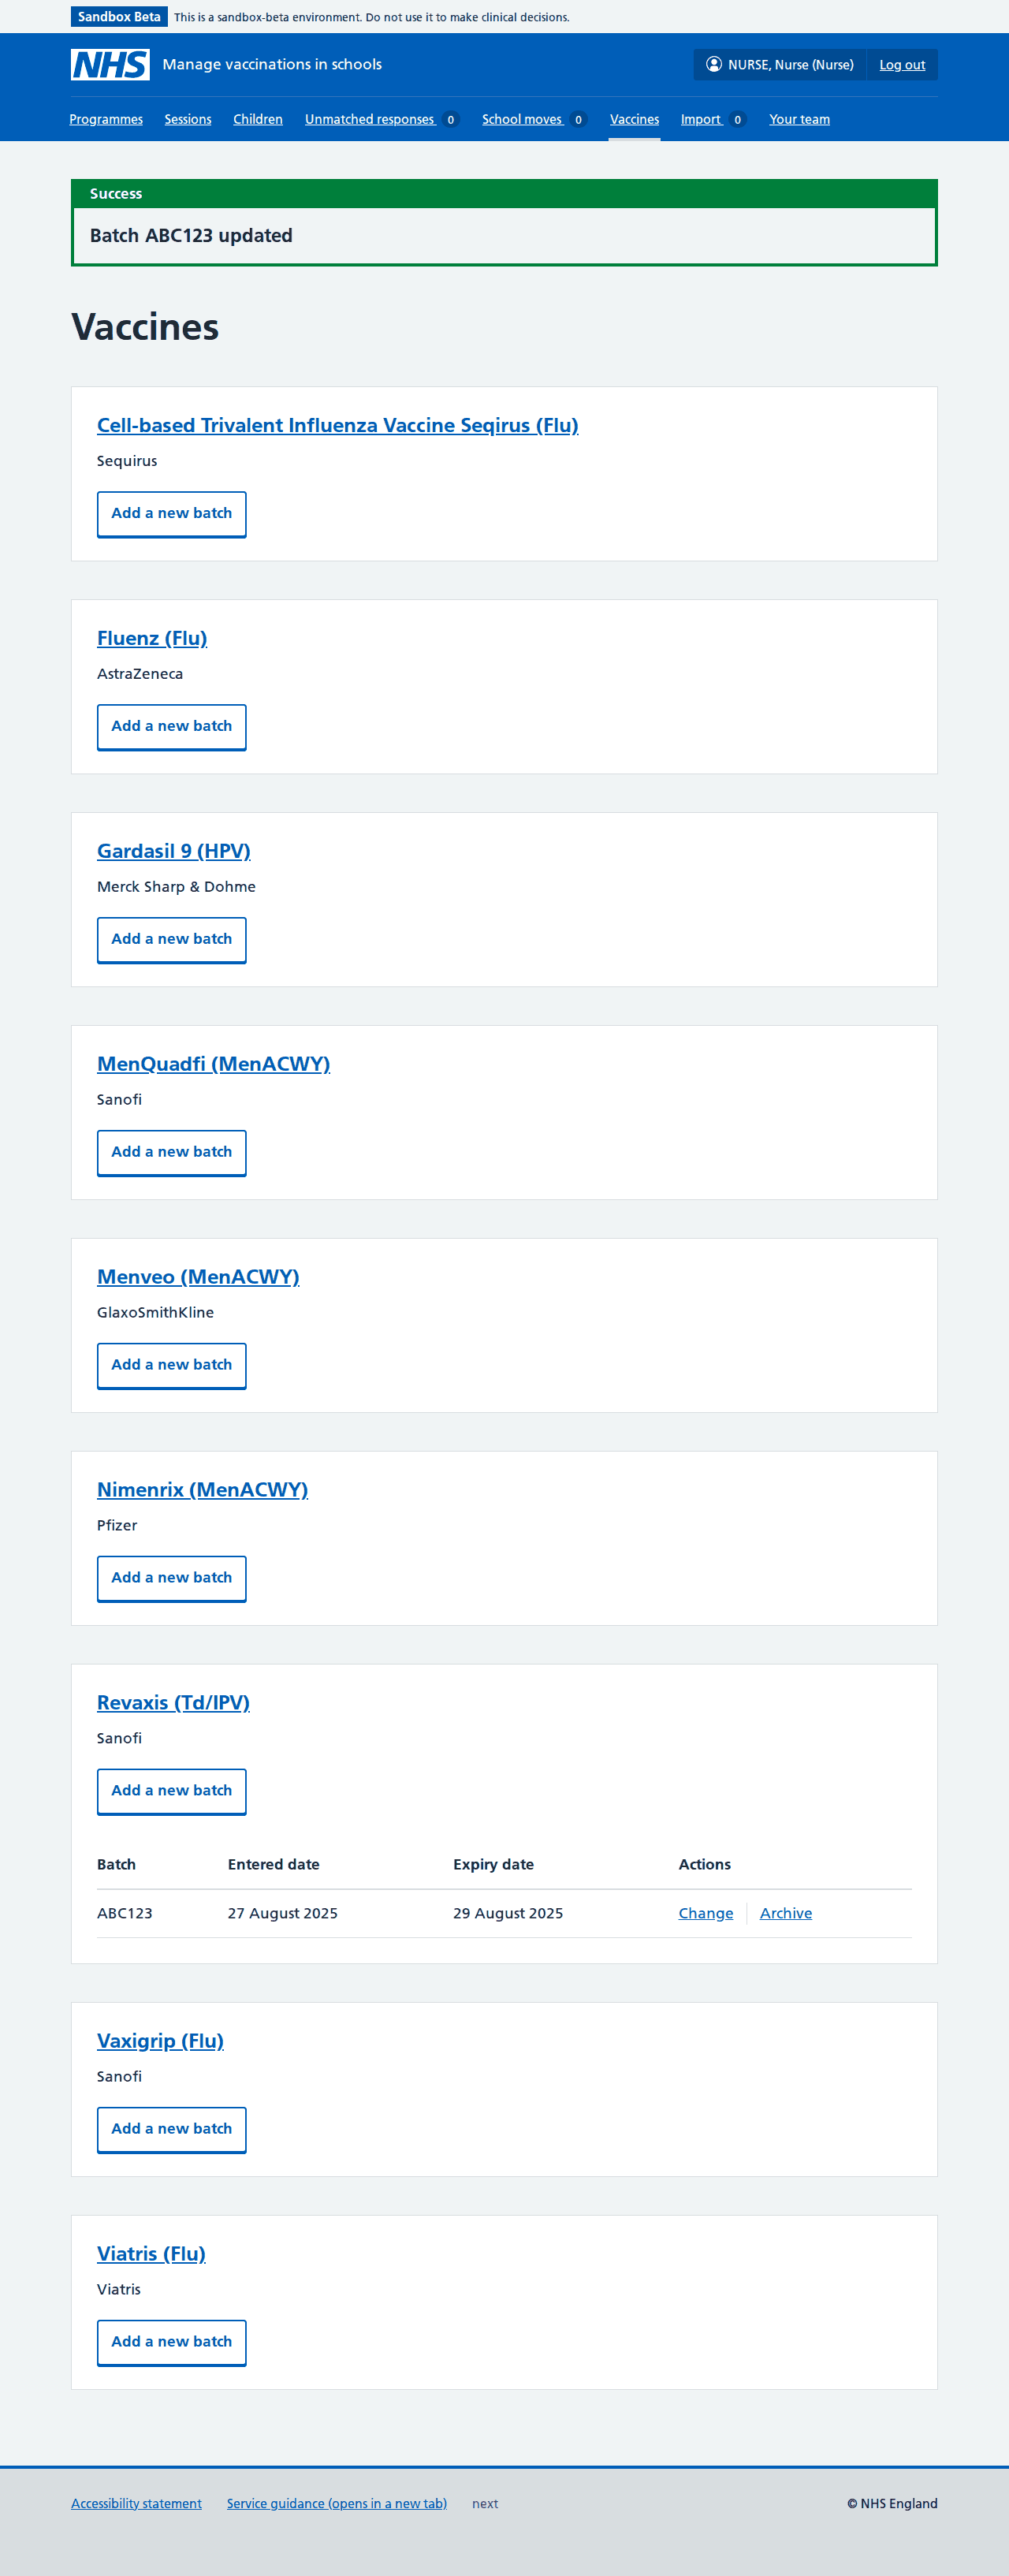 Sandbox Beta This is a sandbox-beta environment. Do not use it to make clinical decisions.
NHS Manage vaccinations in schools NURSE, Nurse (Nurse) Log out
Programmes Sessions Children Unmatched responses 0 School moves 0 Vaccines Import 0 Your team
Success
Batch ABC123 updated
Vaccines
Cell-based Trivalent Influenza Vaccine Seqirus (Flu)
Sequirus
Add a new batch
Fluenz (Flu)
AstraZeneca
Add a new batch
Gardasil 9 (HPV)
Merck Sharp & Dohme
Add a new batch
MenQuadfi (MenACWY)
Sanofi
Add a new batch
Menveo (MenACWY)
GlaxoSmithKline
Add a new batch
Nimenrix (MenACWY)
Pfizer
Add a new batch
Revaxis (Td/IPV)
Sanofi
Add a new batch
Batch Entered date Expiry date Actions
ABC123 27 August 2025 29 August 2025 Change Archive
Vaxigrip (Flu)
Sanofi
Add a new batch
Viatris (Flu)
Viatris
Add a new batch
Accessibility statement Service guidance (opens in a new tab) next © NHS England